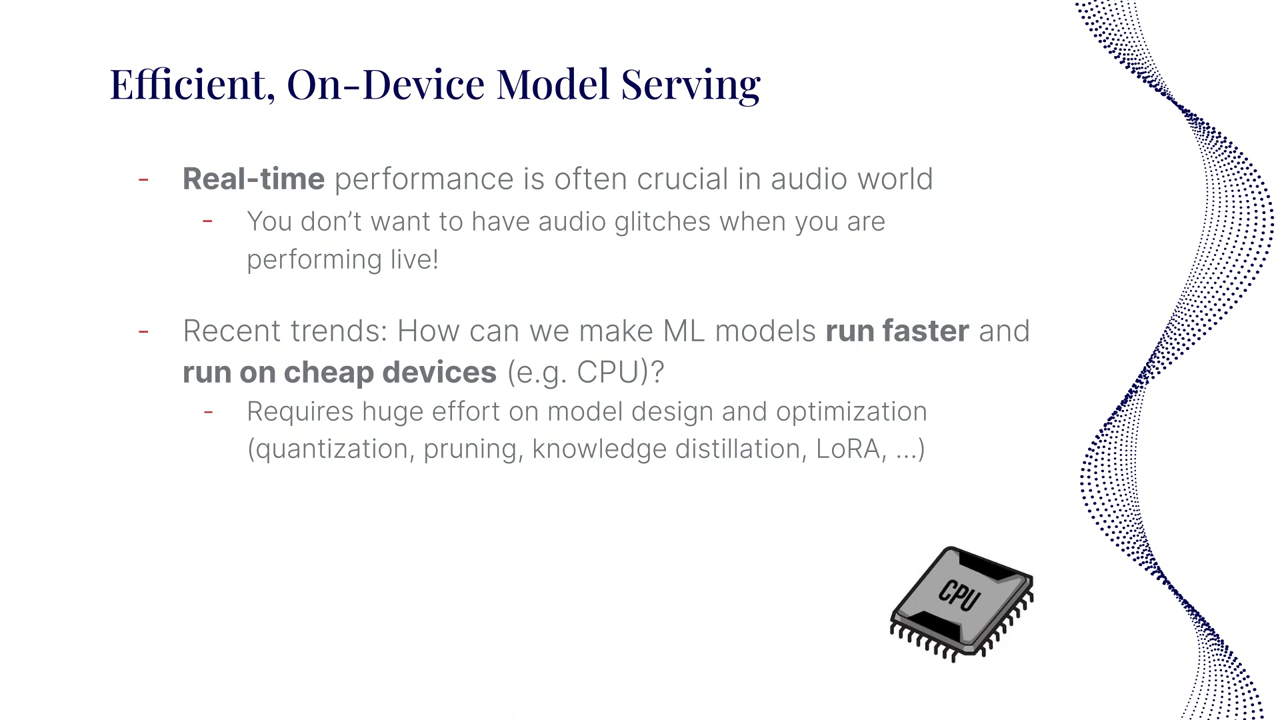 Efficient, On-Device Model Serving
- Real-time performance is often crucial in audio world
- You don’t want to have audio glitches when you are
performing live!
- Recent trends: How can we make ML models run faster and
run on cheap devices (e.g. CPU)?
- Requires huge effort on model design and optimization
(quantization, pruning, knowledge distillation, LoRA, ...)
CPU